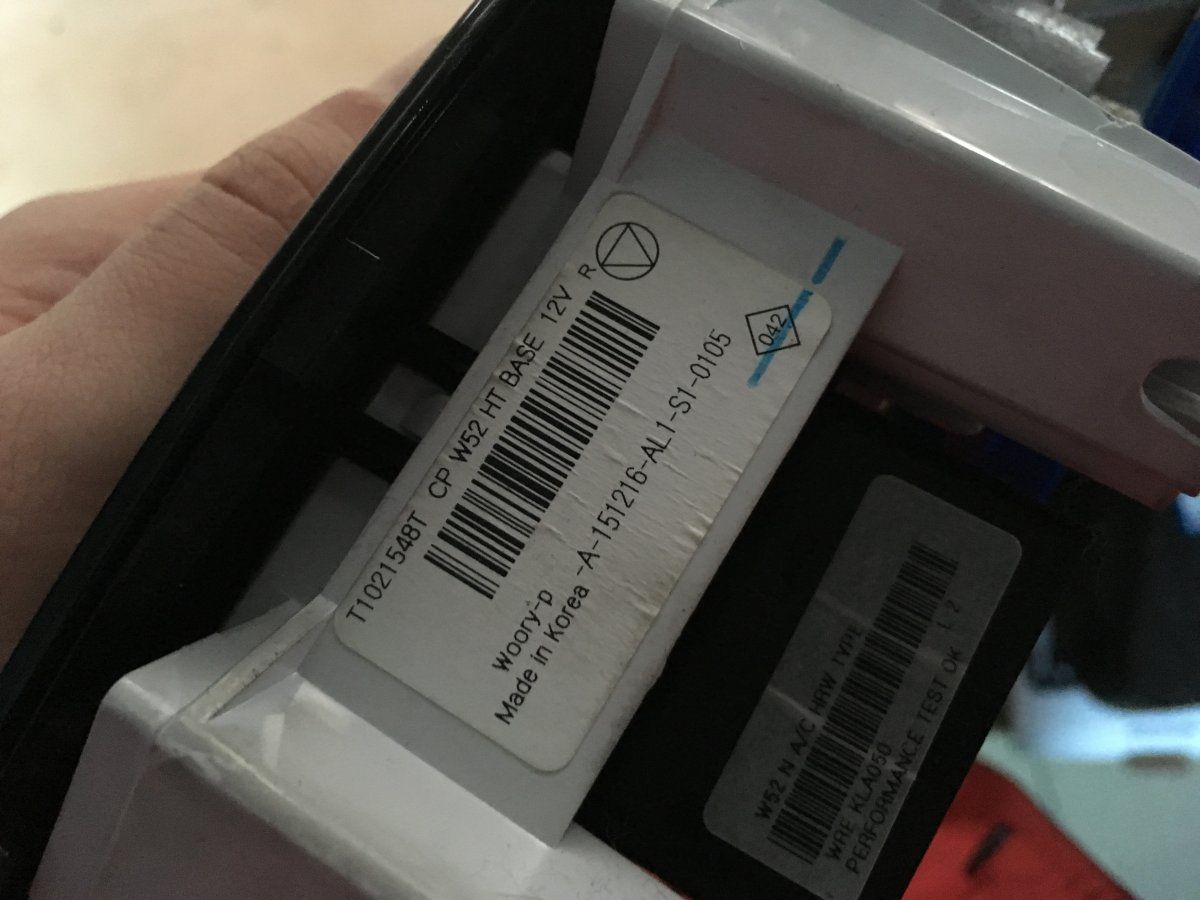 T1021548T CP W52 HT BASE 12V R
Woory-p
Made in Korea -A-151216-AL1-S1-0105
042
W52 N A/C HRW TYPE
WRE KLA050
PERFORMANCE TEST OK L 2